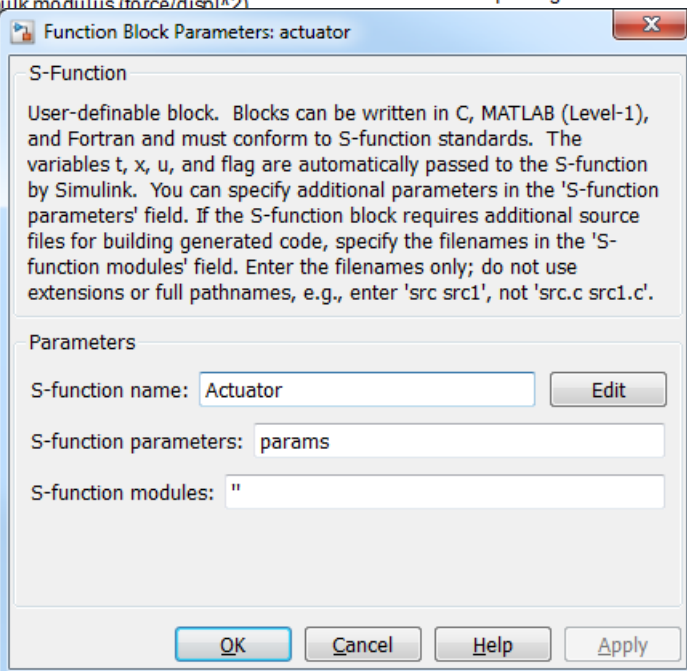 ulk modulus (force/displ^2)
Function Block Parameters: actuator
S-Function
User-definable block.  Blocks can be written in C, MATLAB (Level-1),
and Fortran and must conform to S-function standards.  The
variables t, x, u, and flag are automatically passed to the S-function
by Simulink.  You can specify additional parameters in the 'S-function
parameters' field. If the S-function block requires additional source
files for building generated code, specify the filenames in the 'S-
function modules' field. Enter the filenames only; do not use
extensions or full pathnames, e.g., enter 'src src1', not 'src.c src1.c'.
Parameters
S-function name: Actuator Edit
S-function parameters: params
S-function modules: ''
OK Cancel Help Apply